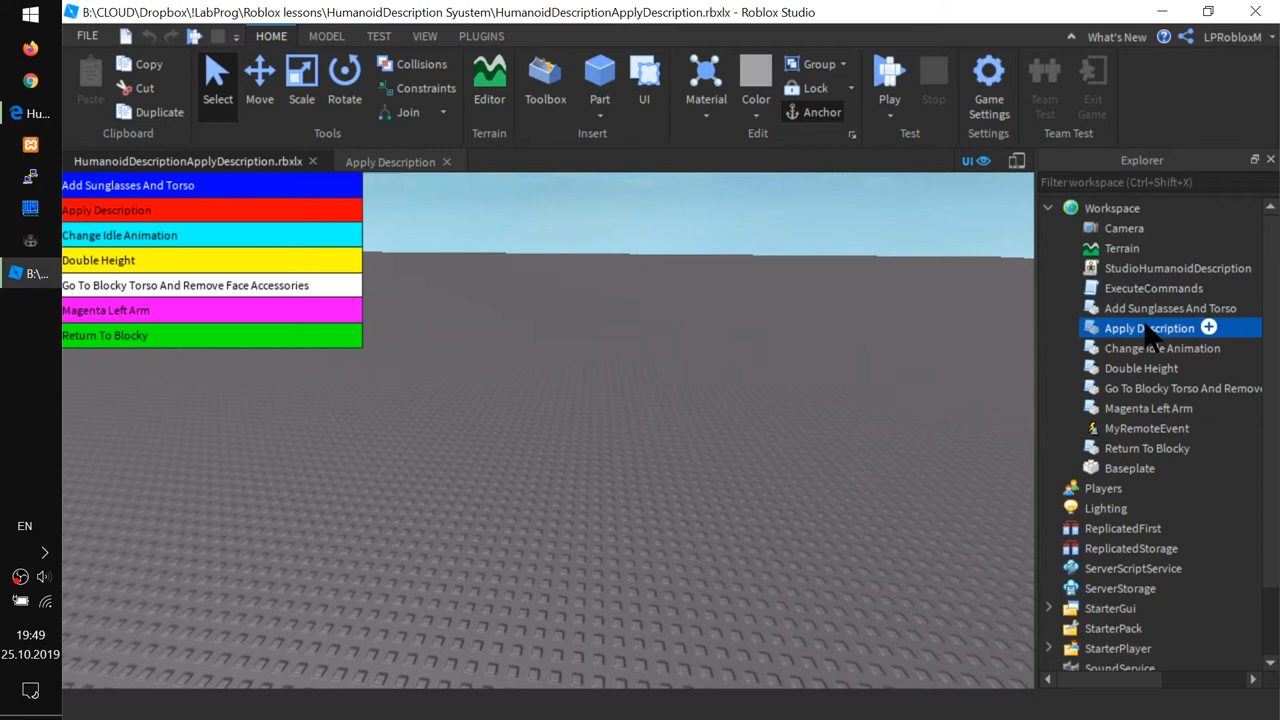 B:\CLOUD\Dropbox\!LabProg\Roblox lessons\HumanoidDescription Syustem\HumanoidDescriptionApplyDescription.rbxlx - Roblox Studio
FILE HOME MODEL TEST VIEW PLUGINS What's New LPRobloxM
Paste Copy Cut Duplicate Clipboard
Select Move Scale Rotate Collisions Constraints Join Tools
Editor Terrain
Toolbox Part UI Insert
Material Color Group Lock Anchor Edit
Play Stop Test
Game Settings Settings
Team Test Exit Game Team Test
HumanoidDescriptionApplyDescription.rbxlx Apply Description UI
Add Sunglasses And Torso
Apply Description
Change Idle Animation
Double Height
Go To Blocky Torso And Remove Face Accessories
Magenta Left Arm
Return To Blocky
Explorer
Filter workspace (Ctrl+Shift+X)
Workspace
Camera
Terrain
StudioHumanoidDescription
ExecuteCommands
Add Sunglasses And Torso
Apply Description
Change Idle Animation
Double Height
Go To Blocky Torso And Remov
Magenta Left Arm
MyRemoteEvent
Return To Blocky
Baseplate
Players
Lighting
ReplicatedFirst
ReplicatedStorage
ServerScriptService
ServerStorage
StarterGui
StarterPack
StarterPlayer
SoundService
Hu...
B:\...
EN
19:49
25.10.2019